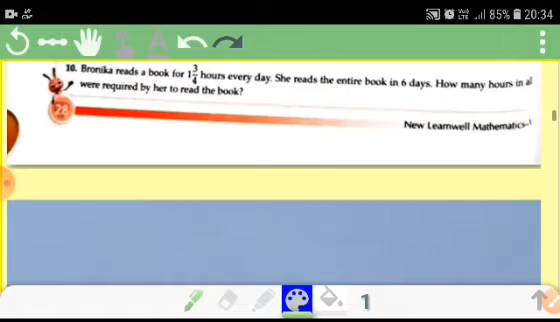 85% 20:34
10. Bronika reads a book for 1 3/4 hours every day. She reads the entire book in 6 days. How many hours in al
were required by her to read the book?
28
New Learnwell Mathematics-
A
1